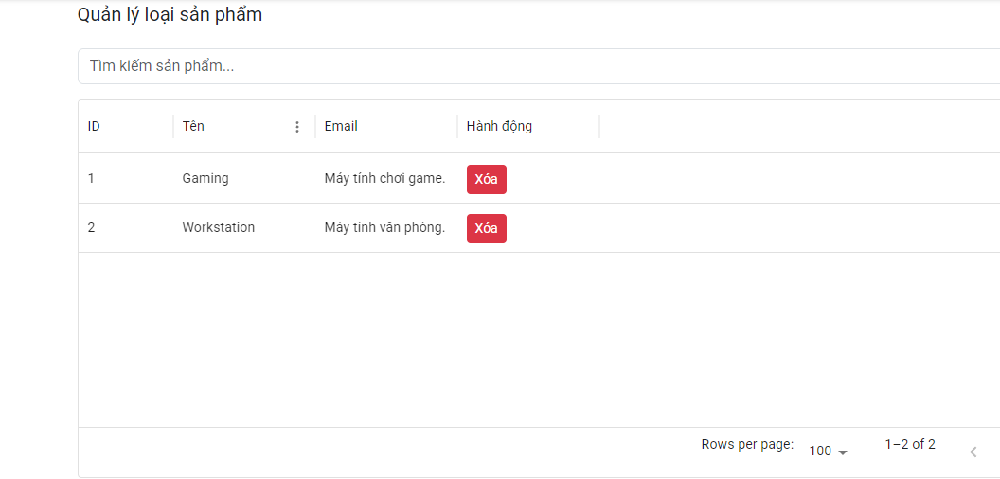 Quản lý loại sản phẩm
Tìm kiếm sản phẩm...
ID Tên Email Hành động
1 Gaming Máy tính chơi game. Xóa
2 Workstation Máy tính văn phòng. Xóa
Rows per page: 100 1–2 of 2